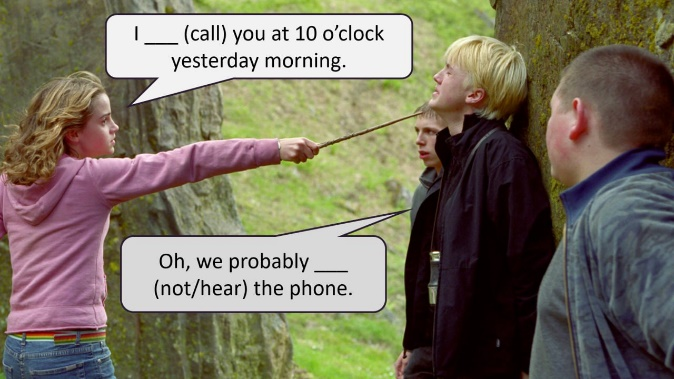 I ___ (call) you at 10 o’clock
yesterday morning.
Oh, we probably ___
(not/hear) the phone.